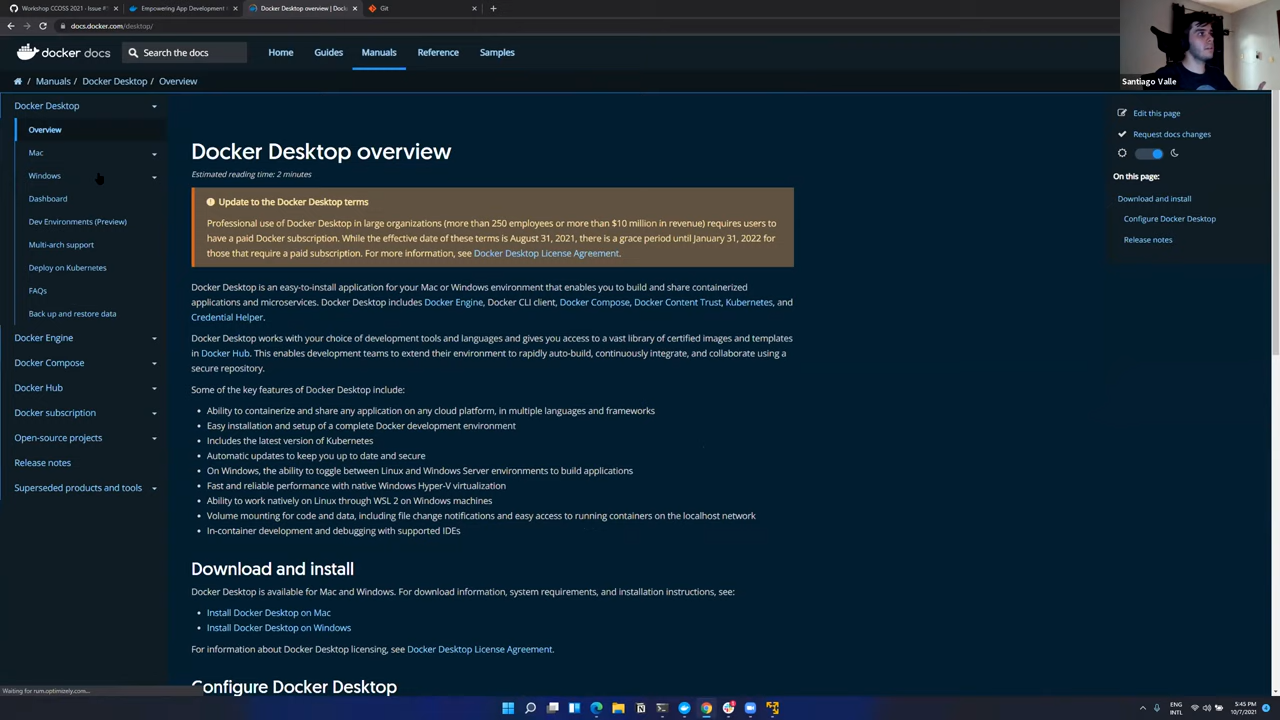 Workshop CCOSS 2021 - Issue #
Empowering App Development
Docker Desktop overview | Doc
Git
docs.docker.com/desktop/
docker docs
Search the docs
Home
Guides
Manuals
Reference
Samples
Santiago Valle
Manuals / Docker Desktop / Overview
Docker Desktop
Overview
Mac
Windows
Dashboard
Dev Environments (Preview)
Multi-arch support
Deploy on Kubernetes
FAQs
Back up and restore data
Docker Engine
Docker Compose
Docker Hub
Docker subscription
Open-source projects
Release notes
Superseded products and tools
Docker Desktop overview
Estimated reading time: 2 minutes
Update to the Docker Desktop terms
Professional use of Docker Desktop in large organizations (more than 250 employees or more than $10 million in revenue) requires users to
have a paid Docker subscription. While the effective date of these terms is August 31, 2021, there is a grace period until January 31, 2022 for
those that require a paid subscription. For more information, see Docker Desktop License Agreement.
Docker Desktop is an easy-to-install application for your Mac or Windows environment that enables you to build and share containerized
applications and microservices. Docker Desktop includes Docker Engine, Docker CLI client, Docker Compose, Docker Content Trust, Kubernetes, and
Credential Helper.
Docker Desktop works with your choice of development tools and languages and gives you access to a vast library of certified images and templates
in Docker Hub. This enables development teams to extend their environment to rapidly auto-build, continuously integrate, and collaborate using a
secure repository.
Some of the key features of Docker Desktop include:
• Ability to containerize and share any application on any cloud platform, in multiple languages and frameworks
• Easy installation and setup of a complete Docker development environment
• Includes the latest version of Kubernetes
• Automatic updates to keep you up to date and secure
• On Windows, the ability to toggle between Linux and Windows Server environments to build applications
• Fast and reliable performance with native Windows Hyper-V virtualization
• Ability to work natively on Linux through WSL 2 on Windows machines
• Volume mounting for code and data, including file change notifications and easy access to running containers on the localhost network
• In-container development and debugging with supported IDEs
Download and install
Docker Desktop is available for Mac and Windows. For download information, system requirements, and installation instructions, see:
• Install Docker Desktop on Mac
• Install Docker Desktop on Windows
For information about Docker Desktop licensing, see Docker Desktop License Agreement.
Configure Docker Desktop
Edit this page
Request docs changes
On this page:
Download and install
Configure Docker Desktop
Release notes
Waiting for rum.optimizely.com...
ENG
INTL
5:45 PM
10/7/2021